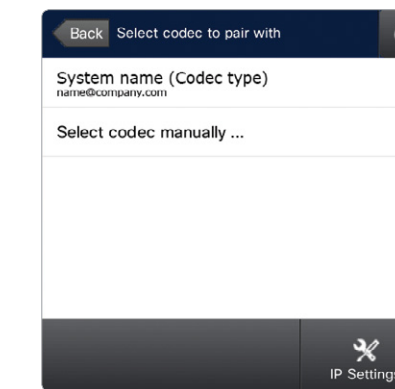 Back Select codec to pair with
System name (Codec type)
name@company.com
Select codec manually ...
IP Settings